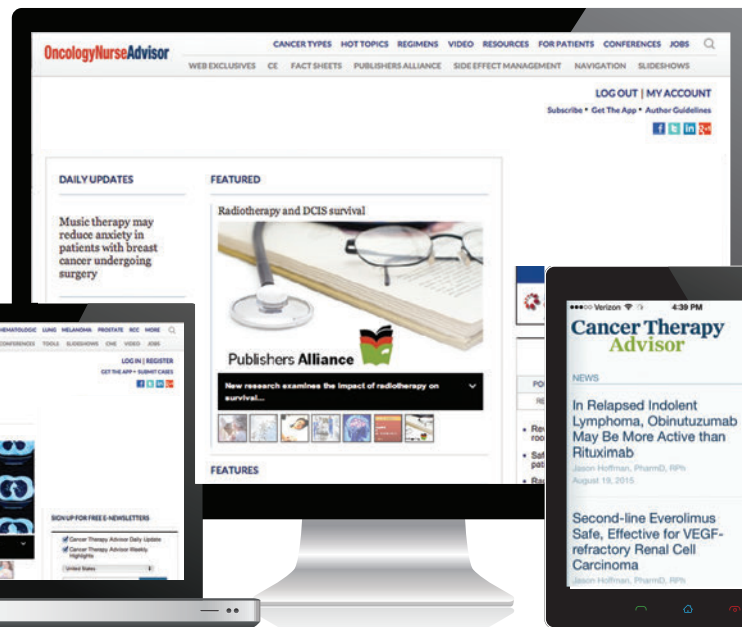 OncologyNurseAdvisor
CANCER TYPES HOT TOPICS REGIMENS VIDEO RESOURCES FOR PATIENTS CONFERENCES JOBS
WEB EXCLUSIVES CE FACT SHEETS PUBLISHERS ALLIANCE SIDE EFFECT MANAGEMENT NAVIGATION SLIDESHOWS
LOG OUT | MY ACCOUNT
Subscribe • Get The App • Author Guidelines
DAILY UPDATES
Music therapy may
reduce anxiety in
patients with breast
cancer undergoing
surgery
FEATURED
Radiotherapy and DCIS survival
Publishers Alliance
New research examines the impact of radiotherapy on
survival...
FEATURES
HEMATOLOGIC LUNG MELANOMA PROSTATE RCC MORE
CONFERENCES TOOLS SLIDESHOWS CME VIDEO JOBS
LOG IN | REGISTER
GET THE APP • SUBMIT CASES
SIGN UP FOR FREE E-NEWSLETTERS
Cancer Therapy Advisor Daily Update
Cancer Therapy Advisor Weekly
Highlights
United States
Verizon 4:39 PM
Cancer Therapy
Advisor
NEWS
In Relapsed Indolent
Lymphoma, Obinutuzumab
May Be More Active than
Rituximab
Jason Hoffman, PharmD, RPh
August 19, 2015
Second-line Everolimus
Safe, Effective for VEGF-
refractory Renal Cell
Carcinoma
Jason Hoffman, PharmD, RPh